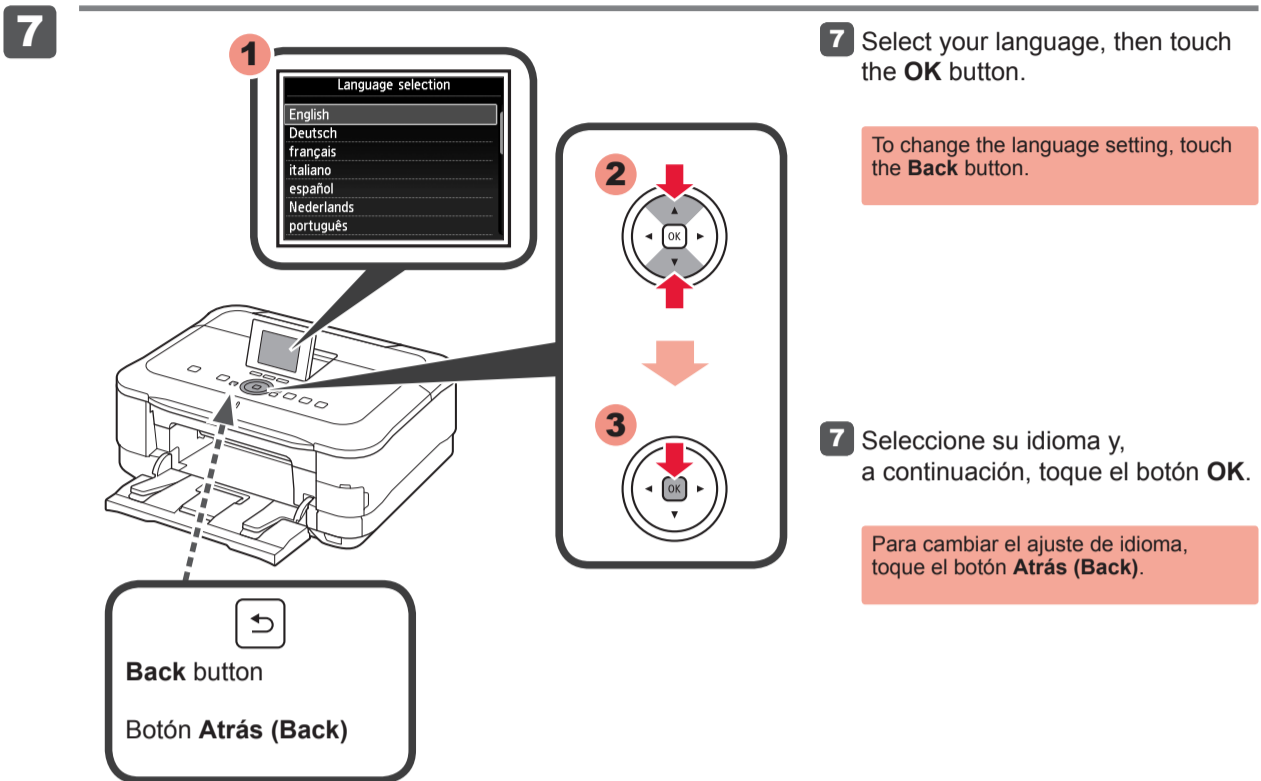 7
1
Language selection
English
Deutsch
français
italiano
español
Nederlands
português
2
OK
3
OK
Back button
Botón Atrás (Back)
7 Select your language, then touch
the OK button.
To change the language setting, touch
the Back button.
7 Seleccione su idioma y,
a continuación, toque el botón OK.
Para cambiar el ajuste de idioma,
toque el botón Atrás (Back).